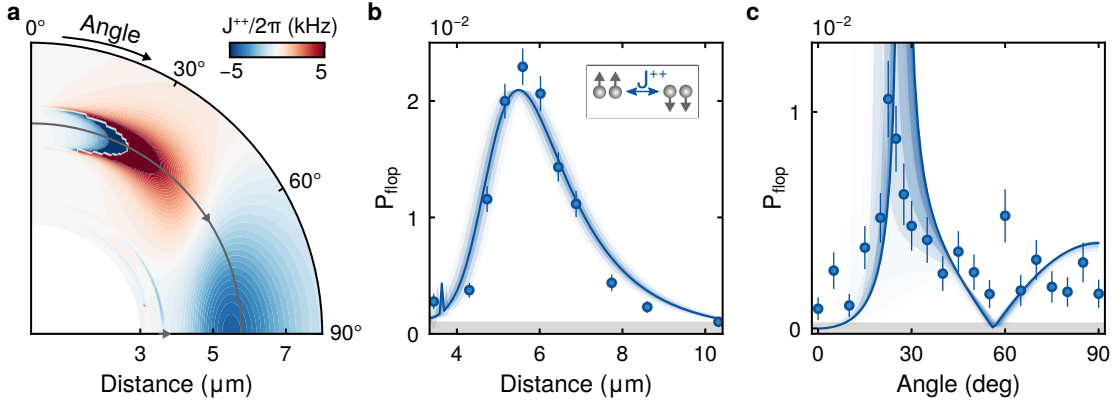 a
0°
Angle
J⁺⁺/2π (kHz)
−5
5
30°
60°
90°
3
5
7
Distance (μm)
b
10⁻²
J⁺⁺
P_flop
2
1
0
4
6
8
10
Distance (μm)
c
10⁻²
P_flop
1
0
0
30
60
90
Angle (deg)